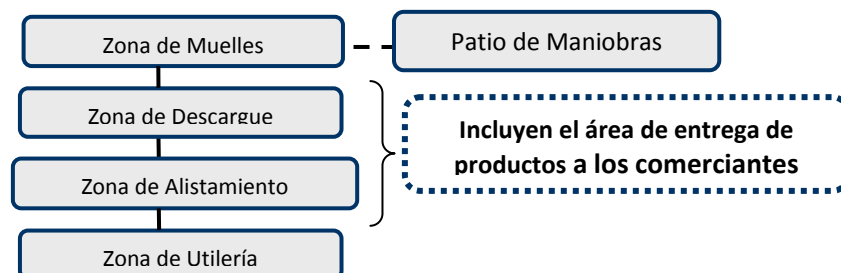 Zona de Muelles
Patio de Maniobras
Zona de Descargue
Incluyen el área de entrega de
productos a los comerciantes
Zona de Alistamiento
Zona de Utilería